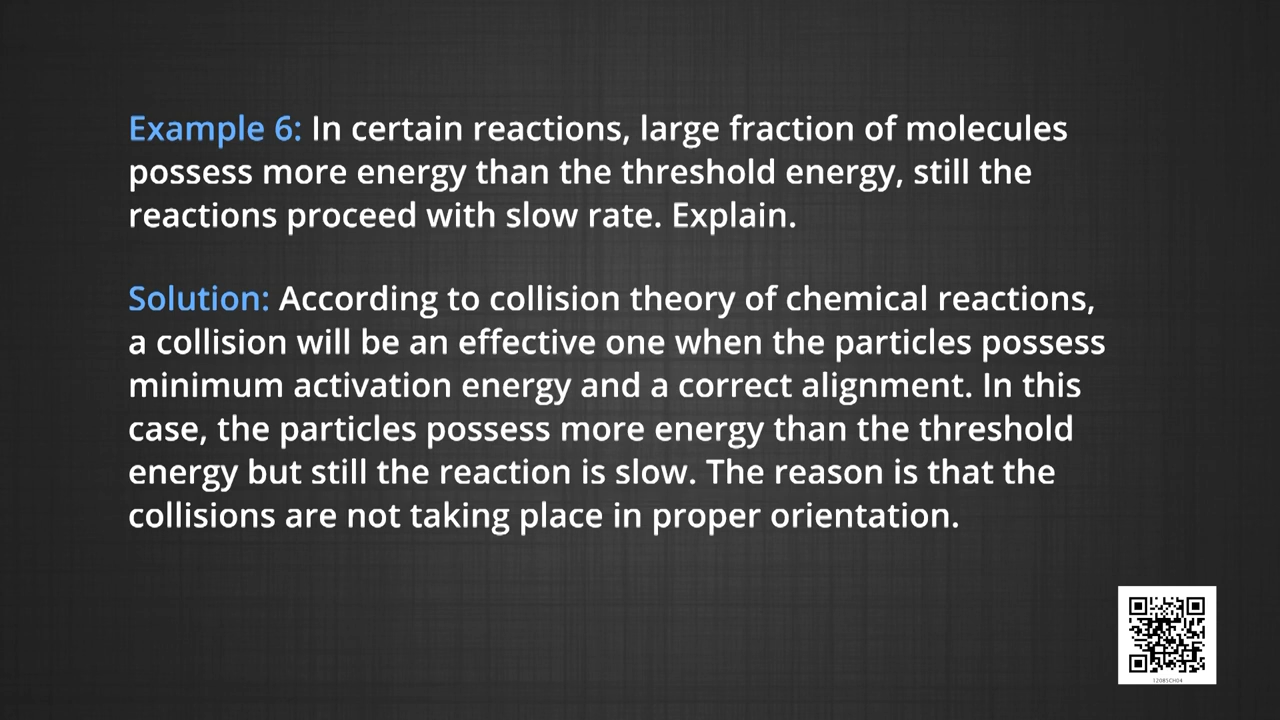 Example 6: In certain reactions, large fraction of molecules
possess more energy than the threshold energy, still the
reactions proceed with slow rate. Explain.
Solution: According to collision theory of chemical reactions,
a collision will be an effective one when the particles possess
minimum activation energy and a correct alignment. In this
case, the particles possess more energy than the threshold
energy but still the reaction is slow. The reason is that the
collisions are not taking place in proper orientation.
12085CH04